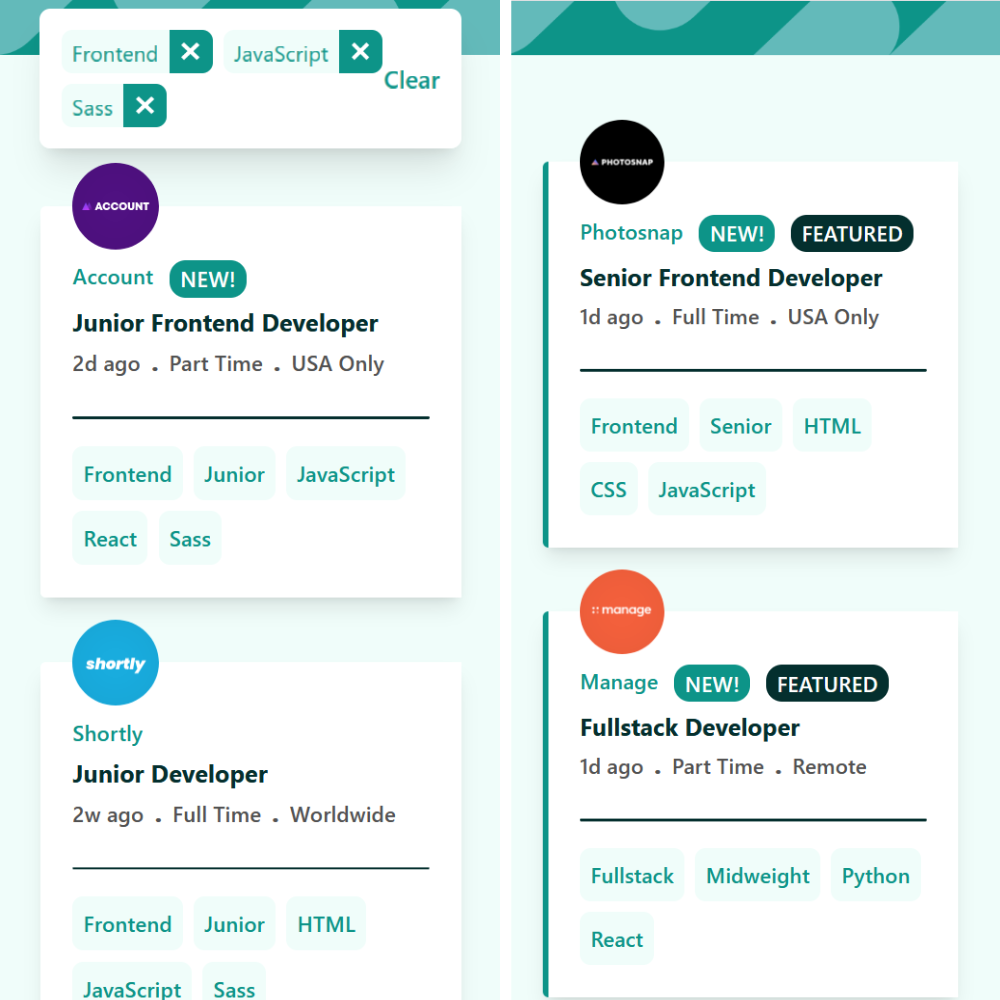 Frontend ✕ JavaScript ✕
Clear
Sass ✕
ACCOUNT
Account NEW!
Junior Frontend Developer
2d ago . Part Time . USA Only
Frontend Junior JavaScript
React Sass
shortly
Shortly
Junior Developer
2w ago . Full Time . Worldwide
Frontend Junior HTML
JavaScript Sass
PHOTOSNAP
Photosnap NEW! FEATURED
Senior Frontend Developer
1d ago . Full Time . USA Only
Frontend Senior HTML
CSS JavaScript
manage
Manage NEW! FEATURED
Fullstack Developer
1d ago . Part Time . Remote
Fullstack Midweight Python
React